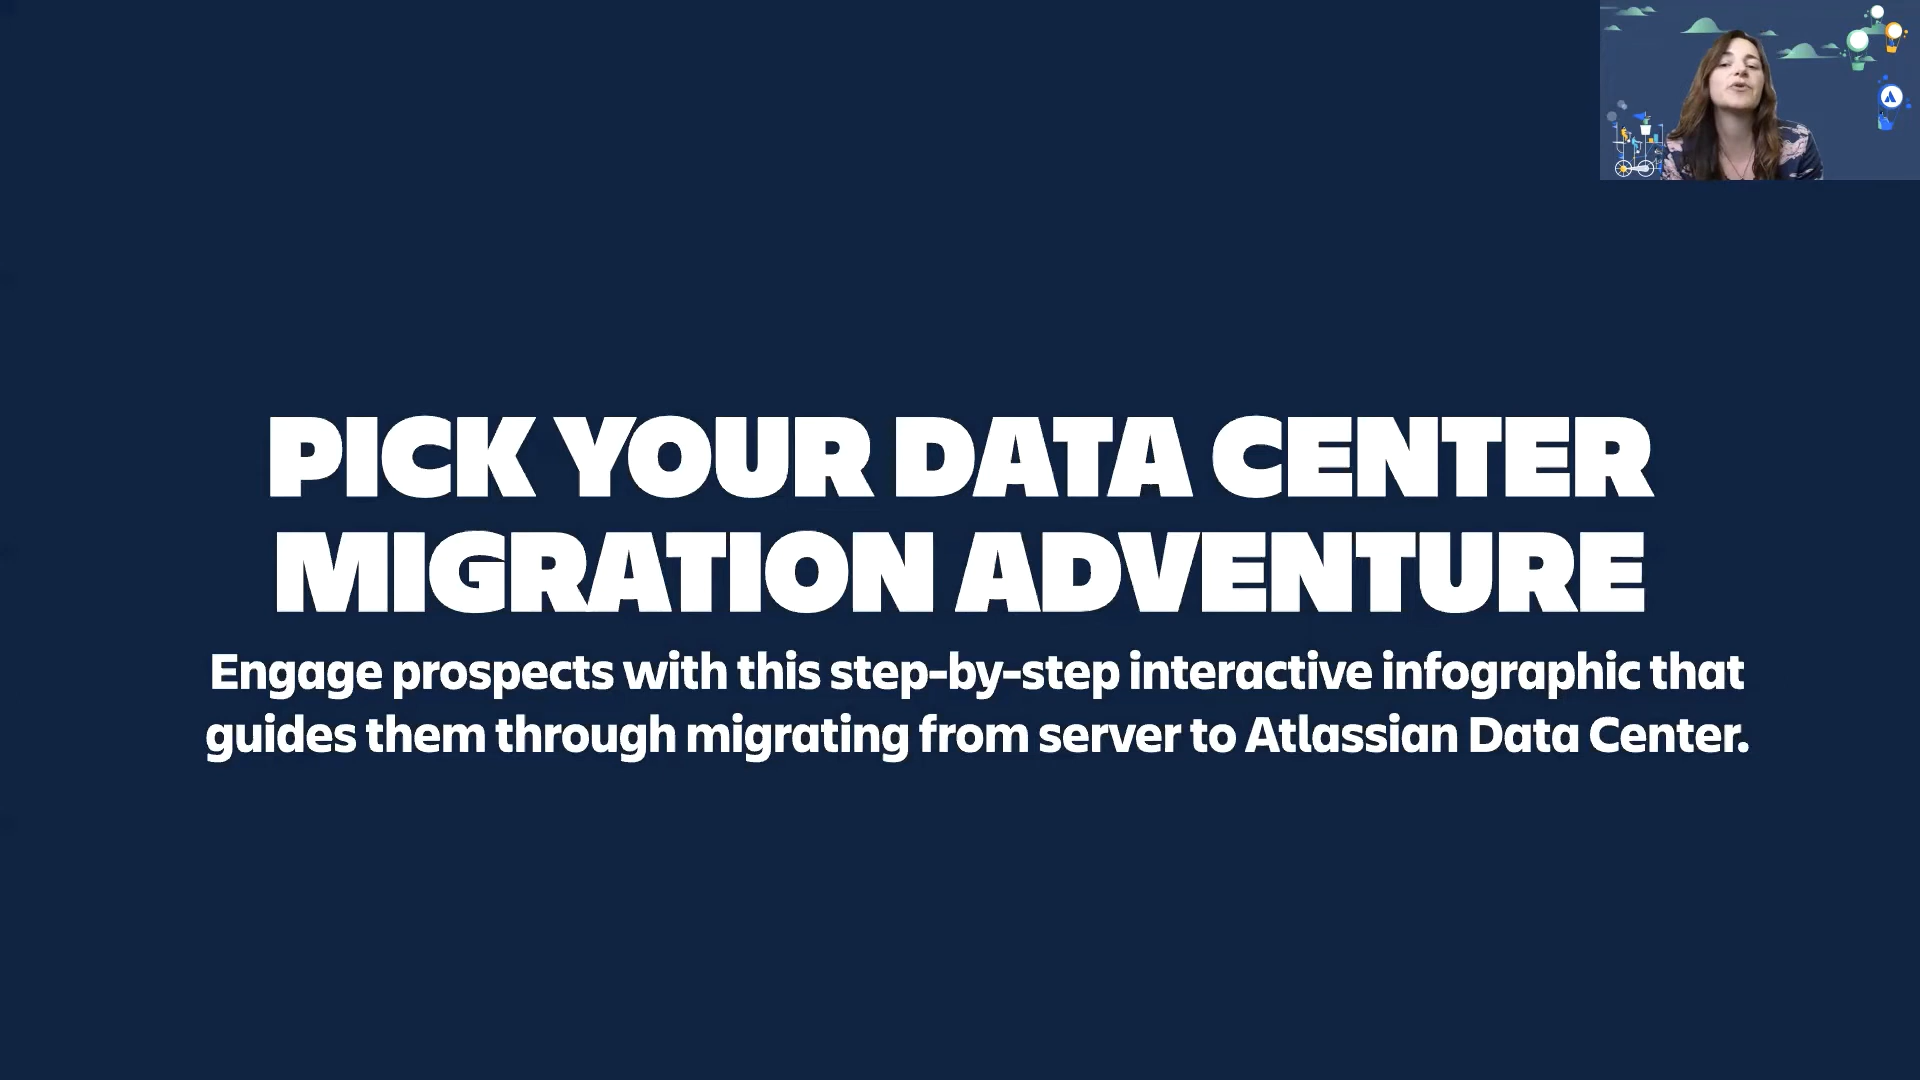 PICK YOUR DATA CENTER
MIGRATION ADVENTURE
Engage prospects with this step-by-step interactive infographic that
guides them through migrating from server to Atlassian Data Center.